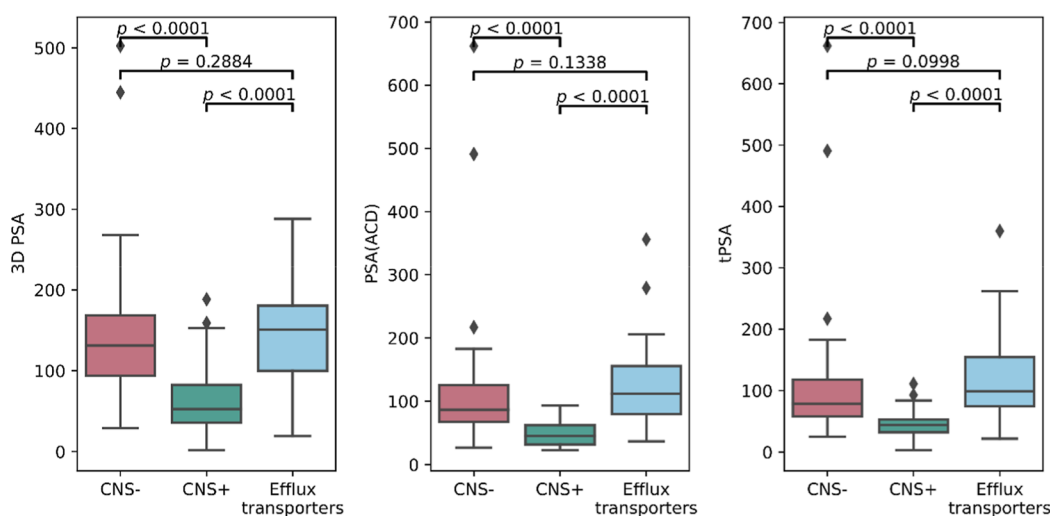 3D PSA
500
400
300
200
100
0
p < 0.0001
p = 0.2884
p < 0.0001
CNS-
CNS+
Efflux
transporters
PSA(ACD)
700
600
500
400
300
200
100
0
p < 0.0001
p = 0.1338
p < 0.0001
CNS-
CNS+
Efflux
transporters
tPSA
700
600
500
400
300
200
100
0
p < 0.0001
p = 0.0998
p < 0.0001
CNS-
CNS+
Efflux
transporters